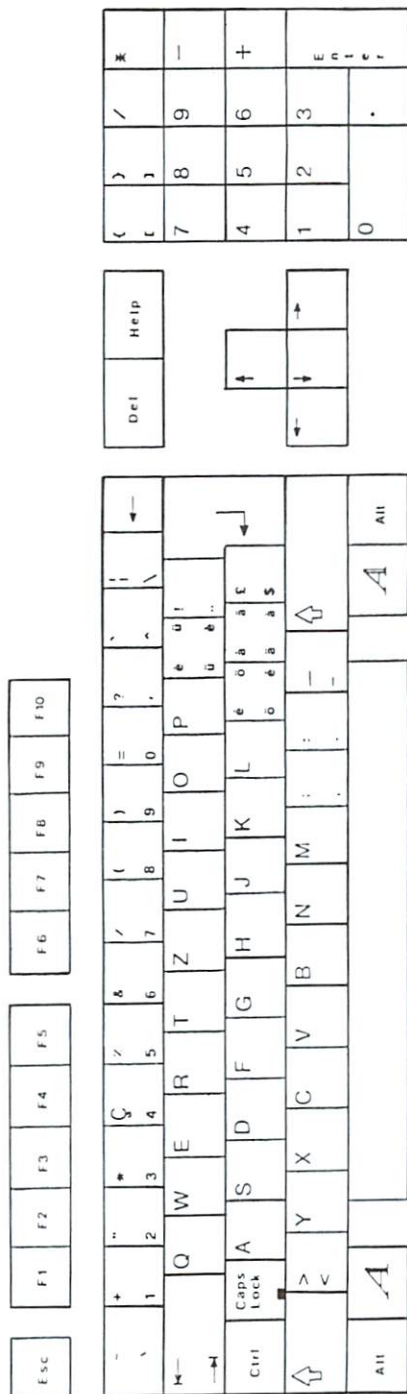 Esc F1 F2 F3 F4 F5 F6 F7 F8 F9 F10
~ + " * Ç % & / ( ) = ? ` ¦ ←
` 1 2 3 4 5 6 7 8 9 0 ' ^ \
Del Help
{ } / *
[ ]
Q W E R T Z U I O P é ü !
ü è ¨
7 8 9 -
Ctrl Caps Lock A S D F G H J K L é ö à ä £
ö é ä à $
4 5 6 +
> Y X C V B N M ; : _
< , . -
1 2 3 Enter
Alt A A Alt
0 .